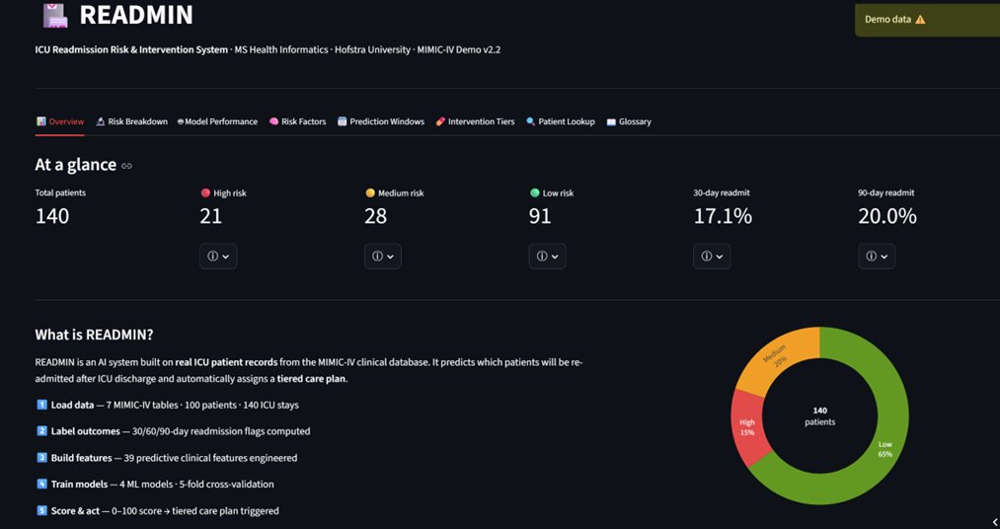 READMIN
Demo data ⚠️
ICU Readmission Risk & Intervention System · MS Health Informatics · Hofstra University · MIMIC-IV Demo v2.2
Overview Risk Breakdown Model Performance Risk Factors Prediction Windows Intervention Tiers Patient Lookup Glossary
At a glance
Total patients High risk Medium risk Low risk 30-day readmit 90-day readmit
140 21 28 91 17.1% 20.0%
What is READMIN?
READMIN is an AI system built on real ICU patient records from the MIMIC-IV clinical database. It predicts which patients will be re-
admitted after ICU discharge and automatically assigns a tiered care plan.
1 Load data — 7 MIMIC-IV tables · 100 patients · 140 ICU stays
2 Label outcomes — 30/60/90-day readmission flags computed
3 Build features — 39 predictive clinical features engineered
4 Train models — 4 ML models · 5-fold cross-validation
5 Score & act — 0–100 score → tiered care plan triggered
Medium
20%
High
15%
140
patients
Low
65%